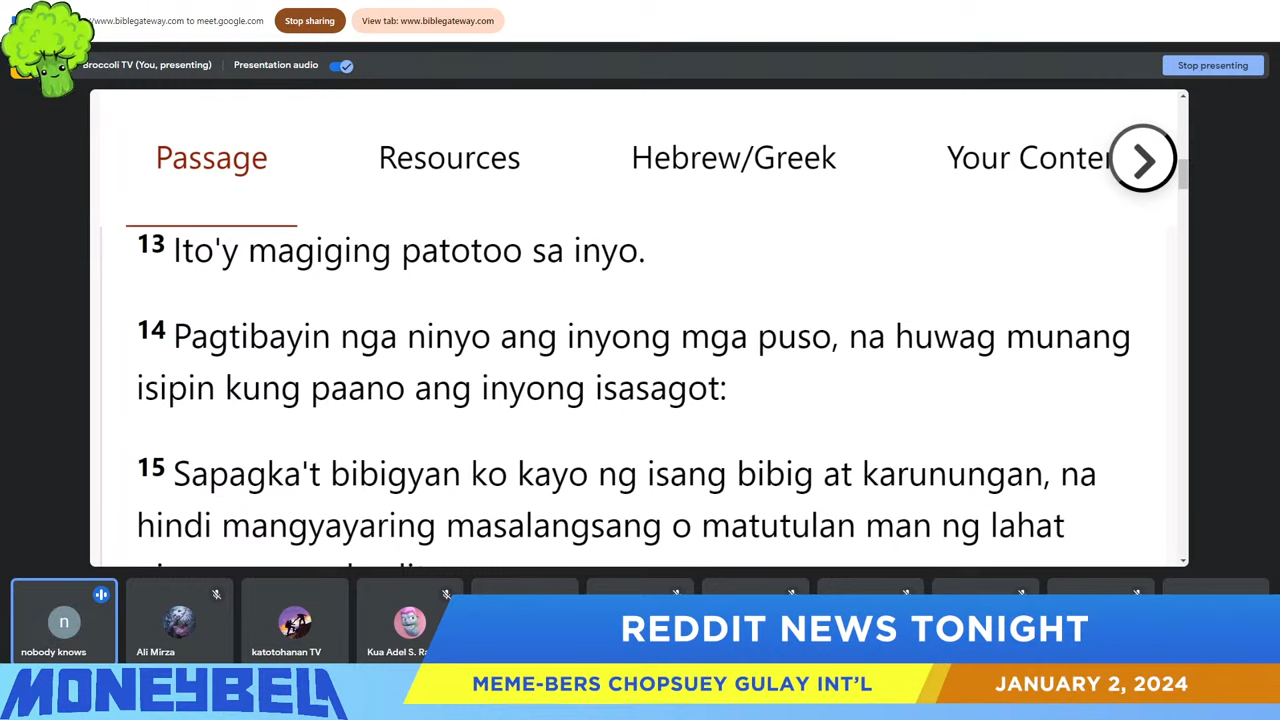 /www.biblegateway.com to meet.google.com
Stop sharing
View tab: www.biblegateway.com
Broccoli TV (You, presenting)
Presentation audio
Stop presenting
Passage
Resources
Hebrew/Greek
Your Conter
13 Ito'y magiging patotoo sa inyo.
14 Pagtibayin nga ninyo ang inyong mga puso, na huwag munang
isipin kung paano ang inyong isasagot:
15 Sapagka't bibigyan ko kayo ng isang bibig at karunungan, na
hindi mangyayaring masalangsang o matutulan man ng lahat
n
nobody knows
Ali Mirza
katotohanan TV
Kua Adel S. Ra
REDDIT NEWS TONIGHT
MONEYBELA
MEME-BERS CHOPSUEY GULAY INT'L
JANUARY 2, 2024